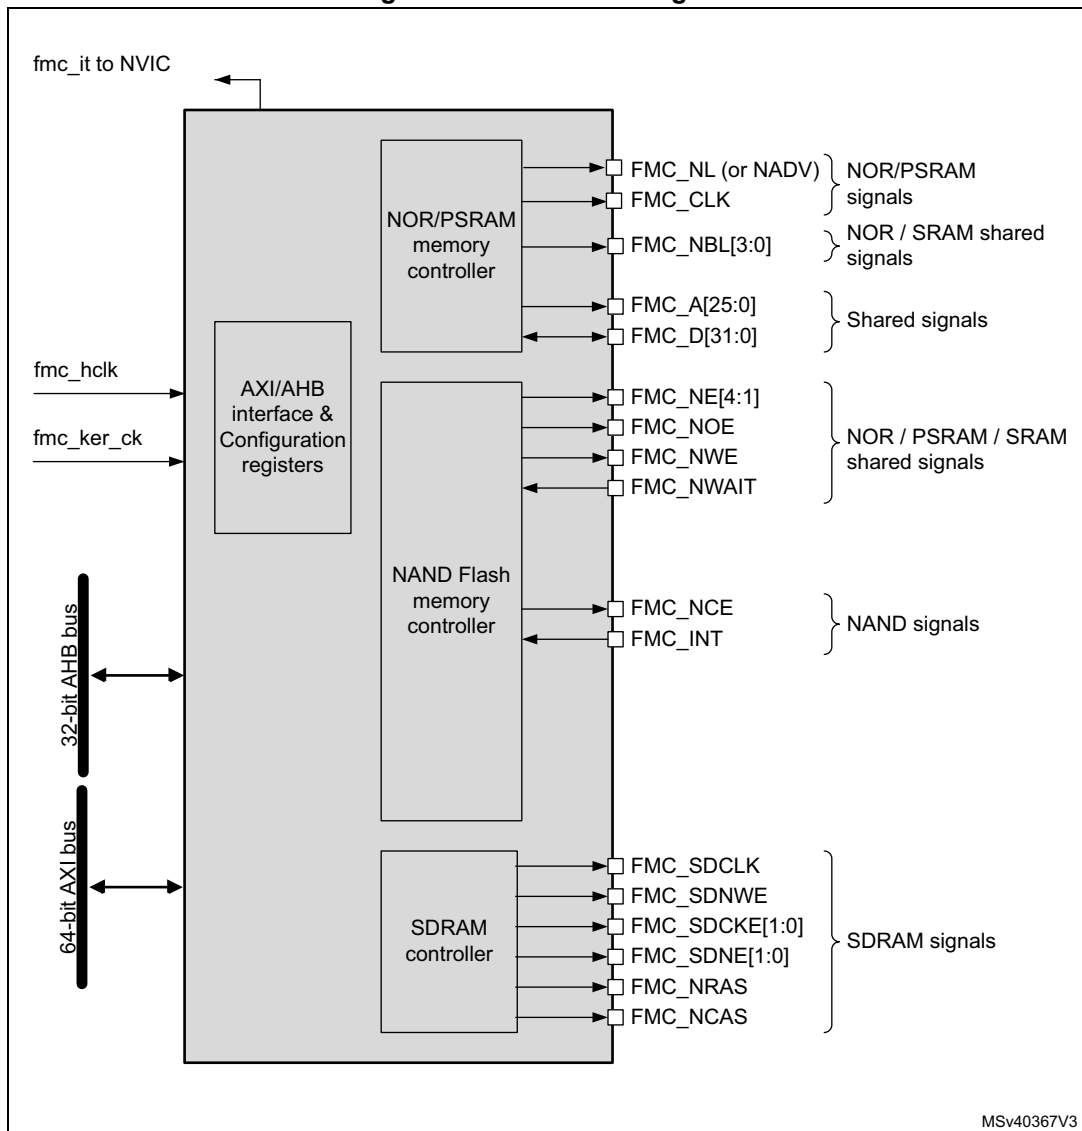 fmc_it to NVIC
fmc_hclk
fmc_ker_ck
32-bit AHB bus
64-bit AXI bus
AXI/AHB
interface &
Configuration
registers
NOR/PSRAM
memory
controller
NAND Flash
memory
controller
SDRAM
controller
FMC_NL (or NADV)
FMC_CLK
FMC_NBL[3:0]
FMC_A[25:0]
FMC_D[31:0]
FMC_NE[4:1]
FMC_NOE
FMC_NWE
FMC_NWAIT
FMC_NCE
FMC_INT
FMC_SDCLK
FMC_SDNWE
FMC_SDCKE[1:0]
FMC_SDNE[1:0]
FMC_NRAS
FMC_NCAS
NOR/PSRAM
signals
NOR / SRAM shared
signals
Shared signals
NOR / PSRAM / SRAM
shared signals
NAND signals
SDRAM signals
MSv40367V3